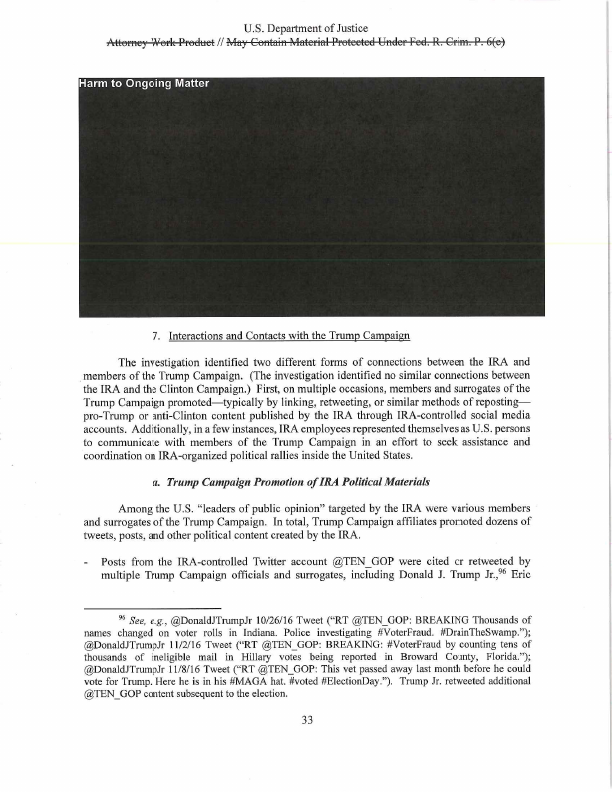 U.S. Department of Justice
Attorney Work Product // May Contain Material Protected Under Fed. R. Crim. P. 6(e)
Harm to Ongoing Matter
7. Interactions and Contacts with the Trump Campaign
The investigation identified two different forms of connections between the IRA and
members of the Trump Campaign. (The investigation identified no similar connections between
the IRA and the Clinton Campaign.) First, on multiple occasions, members and surrogates of the
Trump Campaign promoted—typically by linking, retweeting, or similar methods of reposting—
pro-Trump or anti-Clinton content published by the IRA through IRA-controlled social media
accounts. Additionally, in a few instances, IRA employees represented themselves as U.S. persons
to communicate with members of the Trump Campaign in an effort to seek assistance and
coordination on IRA-organized political rallies inside the United States.
a. Trump Campaign Promotion of IRA Political Materials
Among the U.S. “leaders of public opinion” targeted by the IRA were various members
and surrogates of the Trump Campaign. In total, Trump Campaign affiliates promoted dozens of
tweets, posts, and other political content created by the IRA.
- Posts from the IRA-controlled Twitter account @TEN_GOP were cited or retweeted by
multiple Trump Campaign officials and surrogates, including Donald J. Trump Jr.,96 Eric
96 See, e.g., @DonaldJTrumpJr 10/26/16 Tweet (“RT @TEN_GOP: BREAKING Thousands of
names changed on voter rolls in Indiana. Police investigating #VoterFraud. #DrainTheSwamp.”);
@DonaldJTrumpJr 11/2/16 Tweet (“RT @TEN_GOP: BREAKING: #VoterFraud by counting tens of
thousands of ineligible mail in Hillary votes being reported in Broward County, Florida.”);
@DonaldJTrumpJr 11/8/16 Tweet (“RT @TEN_GOP: This vet passed away last month before he could
vote for Trump. Here he is in his #MAGA hat. #voted #ElectionDay.”). Trump Jr. retweeted additional
@TEN_GOP content subsequent to the election.
33